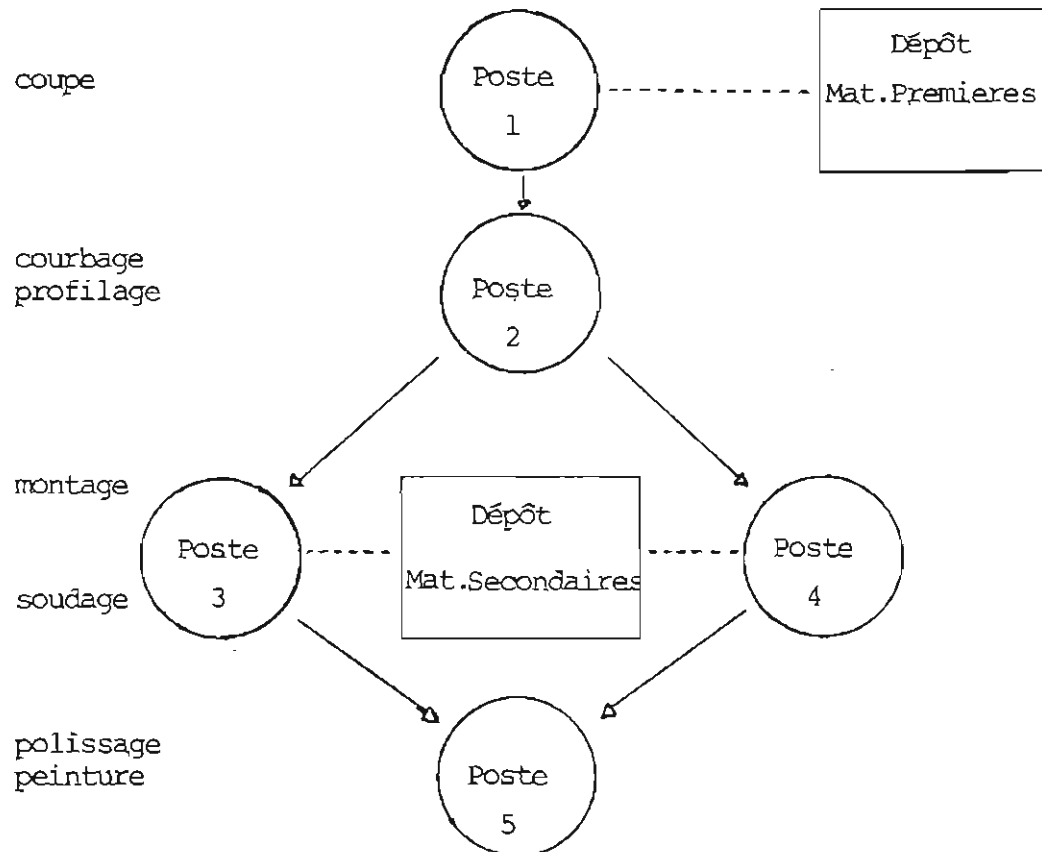 coupe
Poste
1
Dépôt
Mat.Premieres
courbage
profilage
Poste
2
montage
soudage
Poste
3
Dépôt
Mat.Secondaires
Poste
4
polissage
peinture
Poste
5